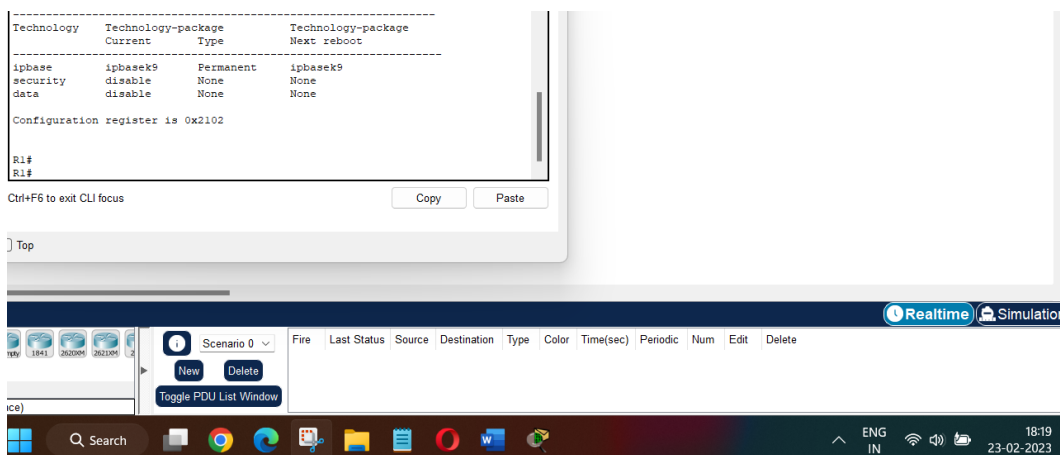 Technology Technology-package Technology-package
Current Type Next reboot
ipbase ipbasek9 Permanent ipbasek9
security disable None None
data disable None None
Configuration register is 0x2102
R1#
R1#
Ctrl+F6 to exit CLI focus
Copy Paste
Top
Realtime Simulation
1841 2620XM 2621XM 2
Scenario 0
Fire Last Status Source Destination Type Color Time(sec) Periodic Num Edit Delete
New Delete
Toggle PDU List Window
nce)
Search
ENG 18:19
IN 23-02-2023